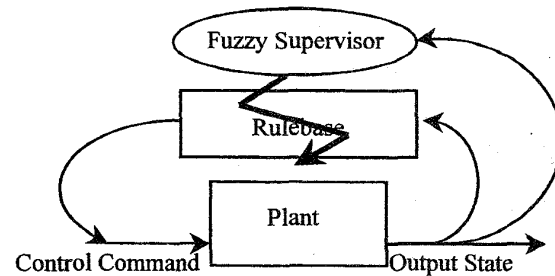 Fuzzy Supervisor
Rulebase
Plant
Control Command
Output State